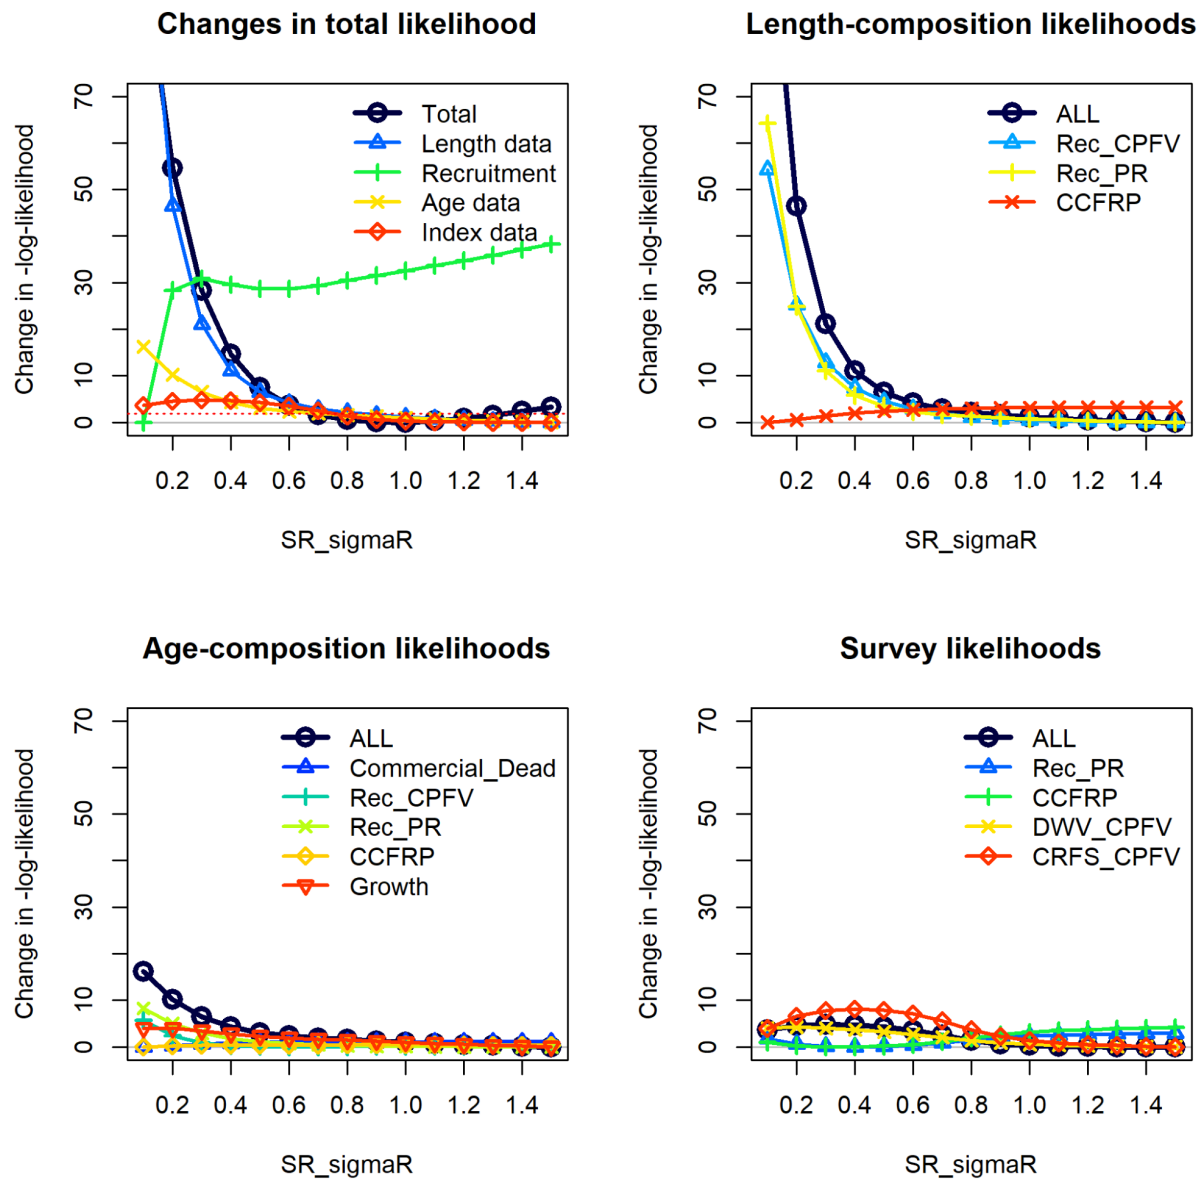 Changes in total likelihood
Change in -log-likelihood
70
50
30
10
0
Total
Length data
Recruitment
Age data
Index data
0.2 0.4 0.6 0.8 1.0 1.2 1.4
SR_sigmaR
Length-composition likelihoods
Change in -log-likelihood
70
50
30
10
0
ALL
Rec_CPFV
Rec_PR
CCFRP
0.2 0.4 0.6 0.8 1.0 1.2 1.4
SR_sigmaR
Age-composition likelihoods
Change in -log-likelihood
70
50
30
10
0
ALL
Commercial_Dead
Rec_CPFV
Rec_PR
CCFRP
Growth
0.2 0.4 0.6 0.8 1.0 1.2 1.4
SR_sigmaR
Survey likelihoods
Change in -log-likelihood
70
50
30
10
0
ALL
Rec_PR
CCFRP
DWV_CPFV
CRFS_CPFV
0.2 0.4 0.6 0.8 1.0 1.2 1.4
SR_sigmaR